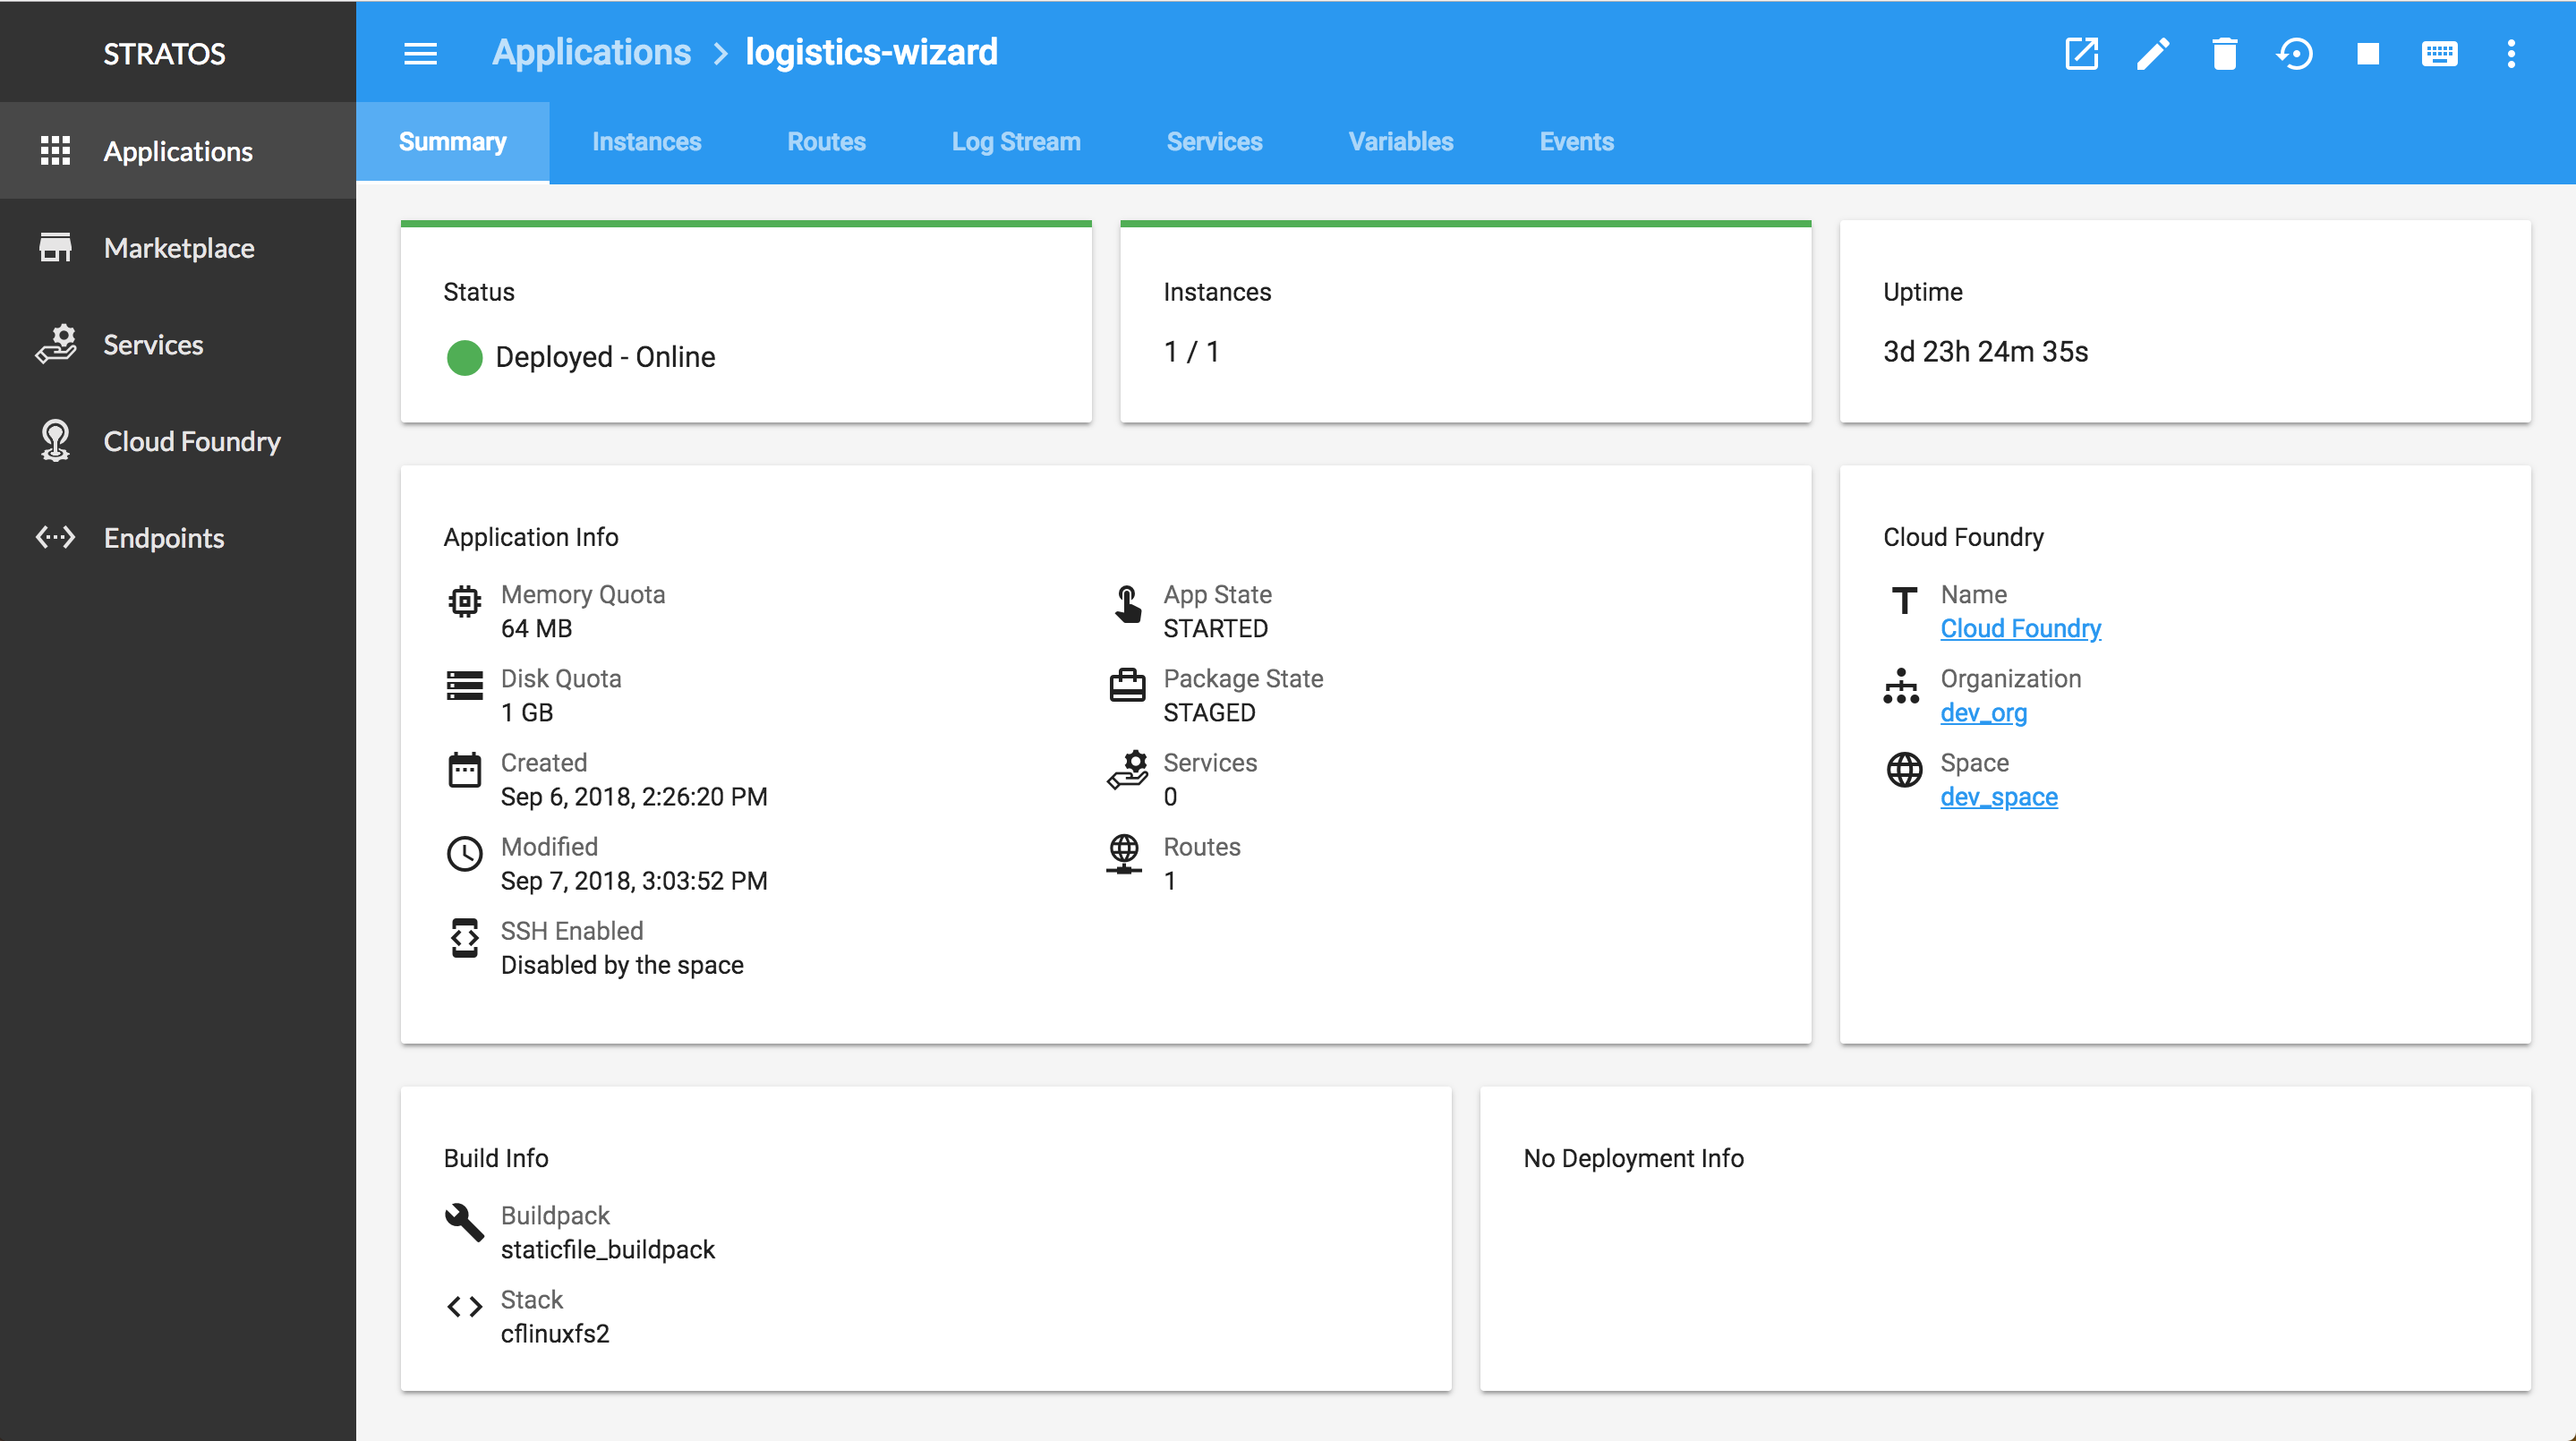 STRATOS
Applications
Marketplace
Services
Cloud Foundry
Endpoints
Applications > logistics-wizard
Summary Instances Routes Log Stream Services Variables Events
Status
Deployed - Online
Instances
1 / 1
Uptime
3d 23h 24m 35s
Application Info
Memory Quota
64 MB
Disk Quota
1 GB
Created
Sep 6, 2018, 2:26:20 PM
Modified
Sep 7, 2018, 3:03:52 PM
SSH Enabled
Disabled by the space
App State
STARTED
Package State
STAGED
Services
0
Routes
1
Cloud Foundry
Name
Cloud Foundry
Organization
dev_org
Space
dev_space
Build Info
Buildpack
staticfile_buildpack
Stack
cflinuxfs2
No Deployment Info